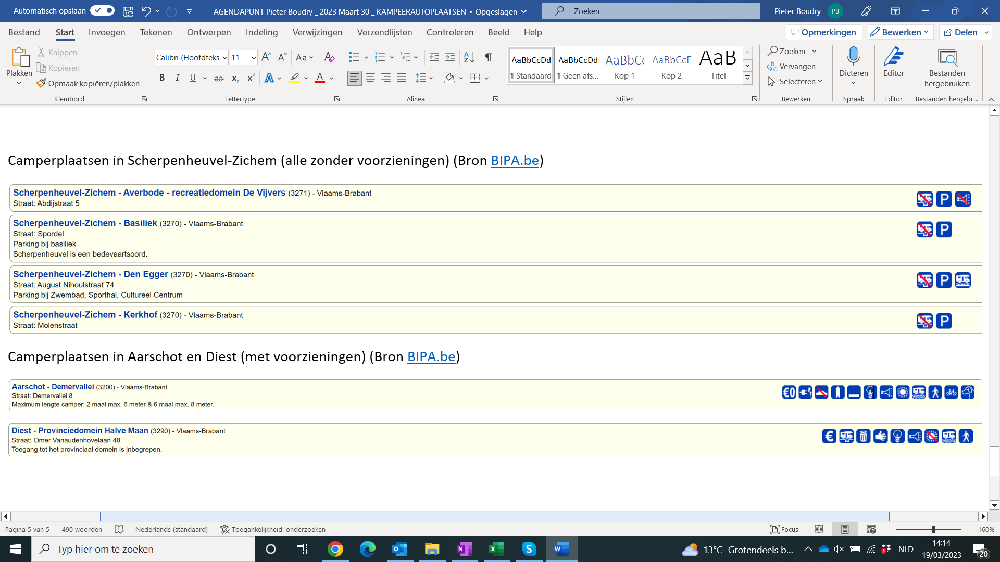 Automatisch opslaan
AGENDAPUNT Pieter Boudry _ 2023 Maart 30 _ KAMPEERAUTOPLAATSEN • Opgeslagen
Zoeken
Pieter Boudry PB
Bestand Start Invoegen Tekenen Ontwerpen Indeling Verwijzingen Verzendlijsten Controleren Beeld Help
Opmerkingen Bewerken Delen
Plakken
Knippen
Kopiëren
Opmaak kopiëren/plakken
Klembord
Calibri (Hoofdteks 11
Lettertype
Alinea
AaBbCcDd AaBbCcDd AaBbCc AaBbCcD AaB
¶ Standaard ¶ Geen afs... Kop 1 Kop 2 Titel
Stijlen
Zoeken
Vervangen
Selecteren
Bewerken
Dicteren
Spraak
Editor
Editor
Bestanden
hergebruiken
Bestanden hergebr...
Camperplaatsen in Scherpenheuvel-Zichem (alle zonder voorzieningen) (Bron BIPA.be)
Scherpenheuvel-Zichem - Averbode - recreatiedomein De Vijvers (3271) - Vlaams-Brabant
Straat: Abdijstraat 5
P
Scherpenheuvel-Zichem - Basiliek (3270) - Vlaams-Brabant
Straat: Spordel
Parking bij basiliek
Scherpenheuvel is een bedevaartsoord.
P
Scherpenheuvel-Zichem - Den Egger (3270) - Vlaams-Brabant
Straat: August Nihoulstraat 74
Parking bij Zwembad, Sporthal, Cultureel Centrum
P
Scherpenheuvel-Zichem - Kerkhof (3270) - Vlaams-Brabant
Straat: Molenstraat
P
Camperplaatsen in Aarschot en Diest (met voorzieningen) (Bron BIPA.be)
Aarschot - Demervallei (3200) - Vlaams-Brabant
Straat: Demervallei 8
Maximum lengte camper: 2 maal max. 6 meter & 6 maal max. 8 meter.
€0
Diest - Provinciedomein Halve Maan (3290) - Vlaams-Brabant
Straat: Omer Vanaudenhovelaan 48
Toegang tot het provinciaal domein is inbegrepen.
€
Pagina 5 van 5 490 woorden Nederlands (standaard) Toegankelijkheid: onderzoeken Focus 160%
Typ hier om te zoeken
13°C Grotendeels b... NLD
14:14
19/03/2023
20